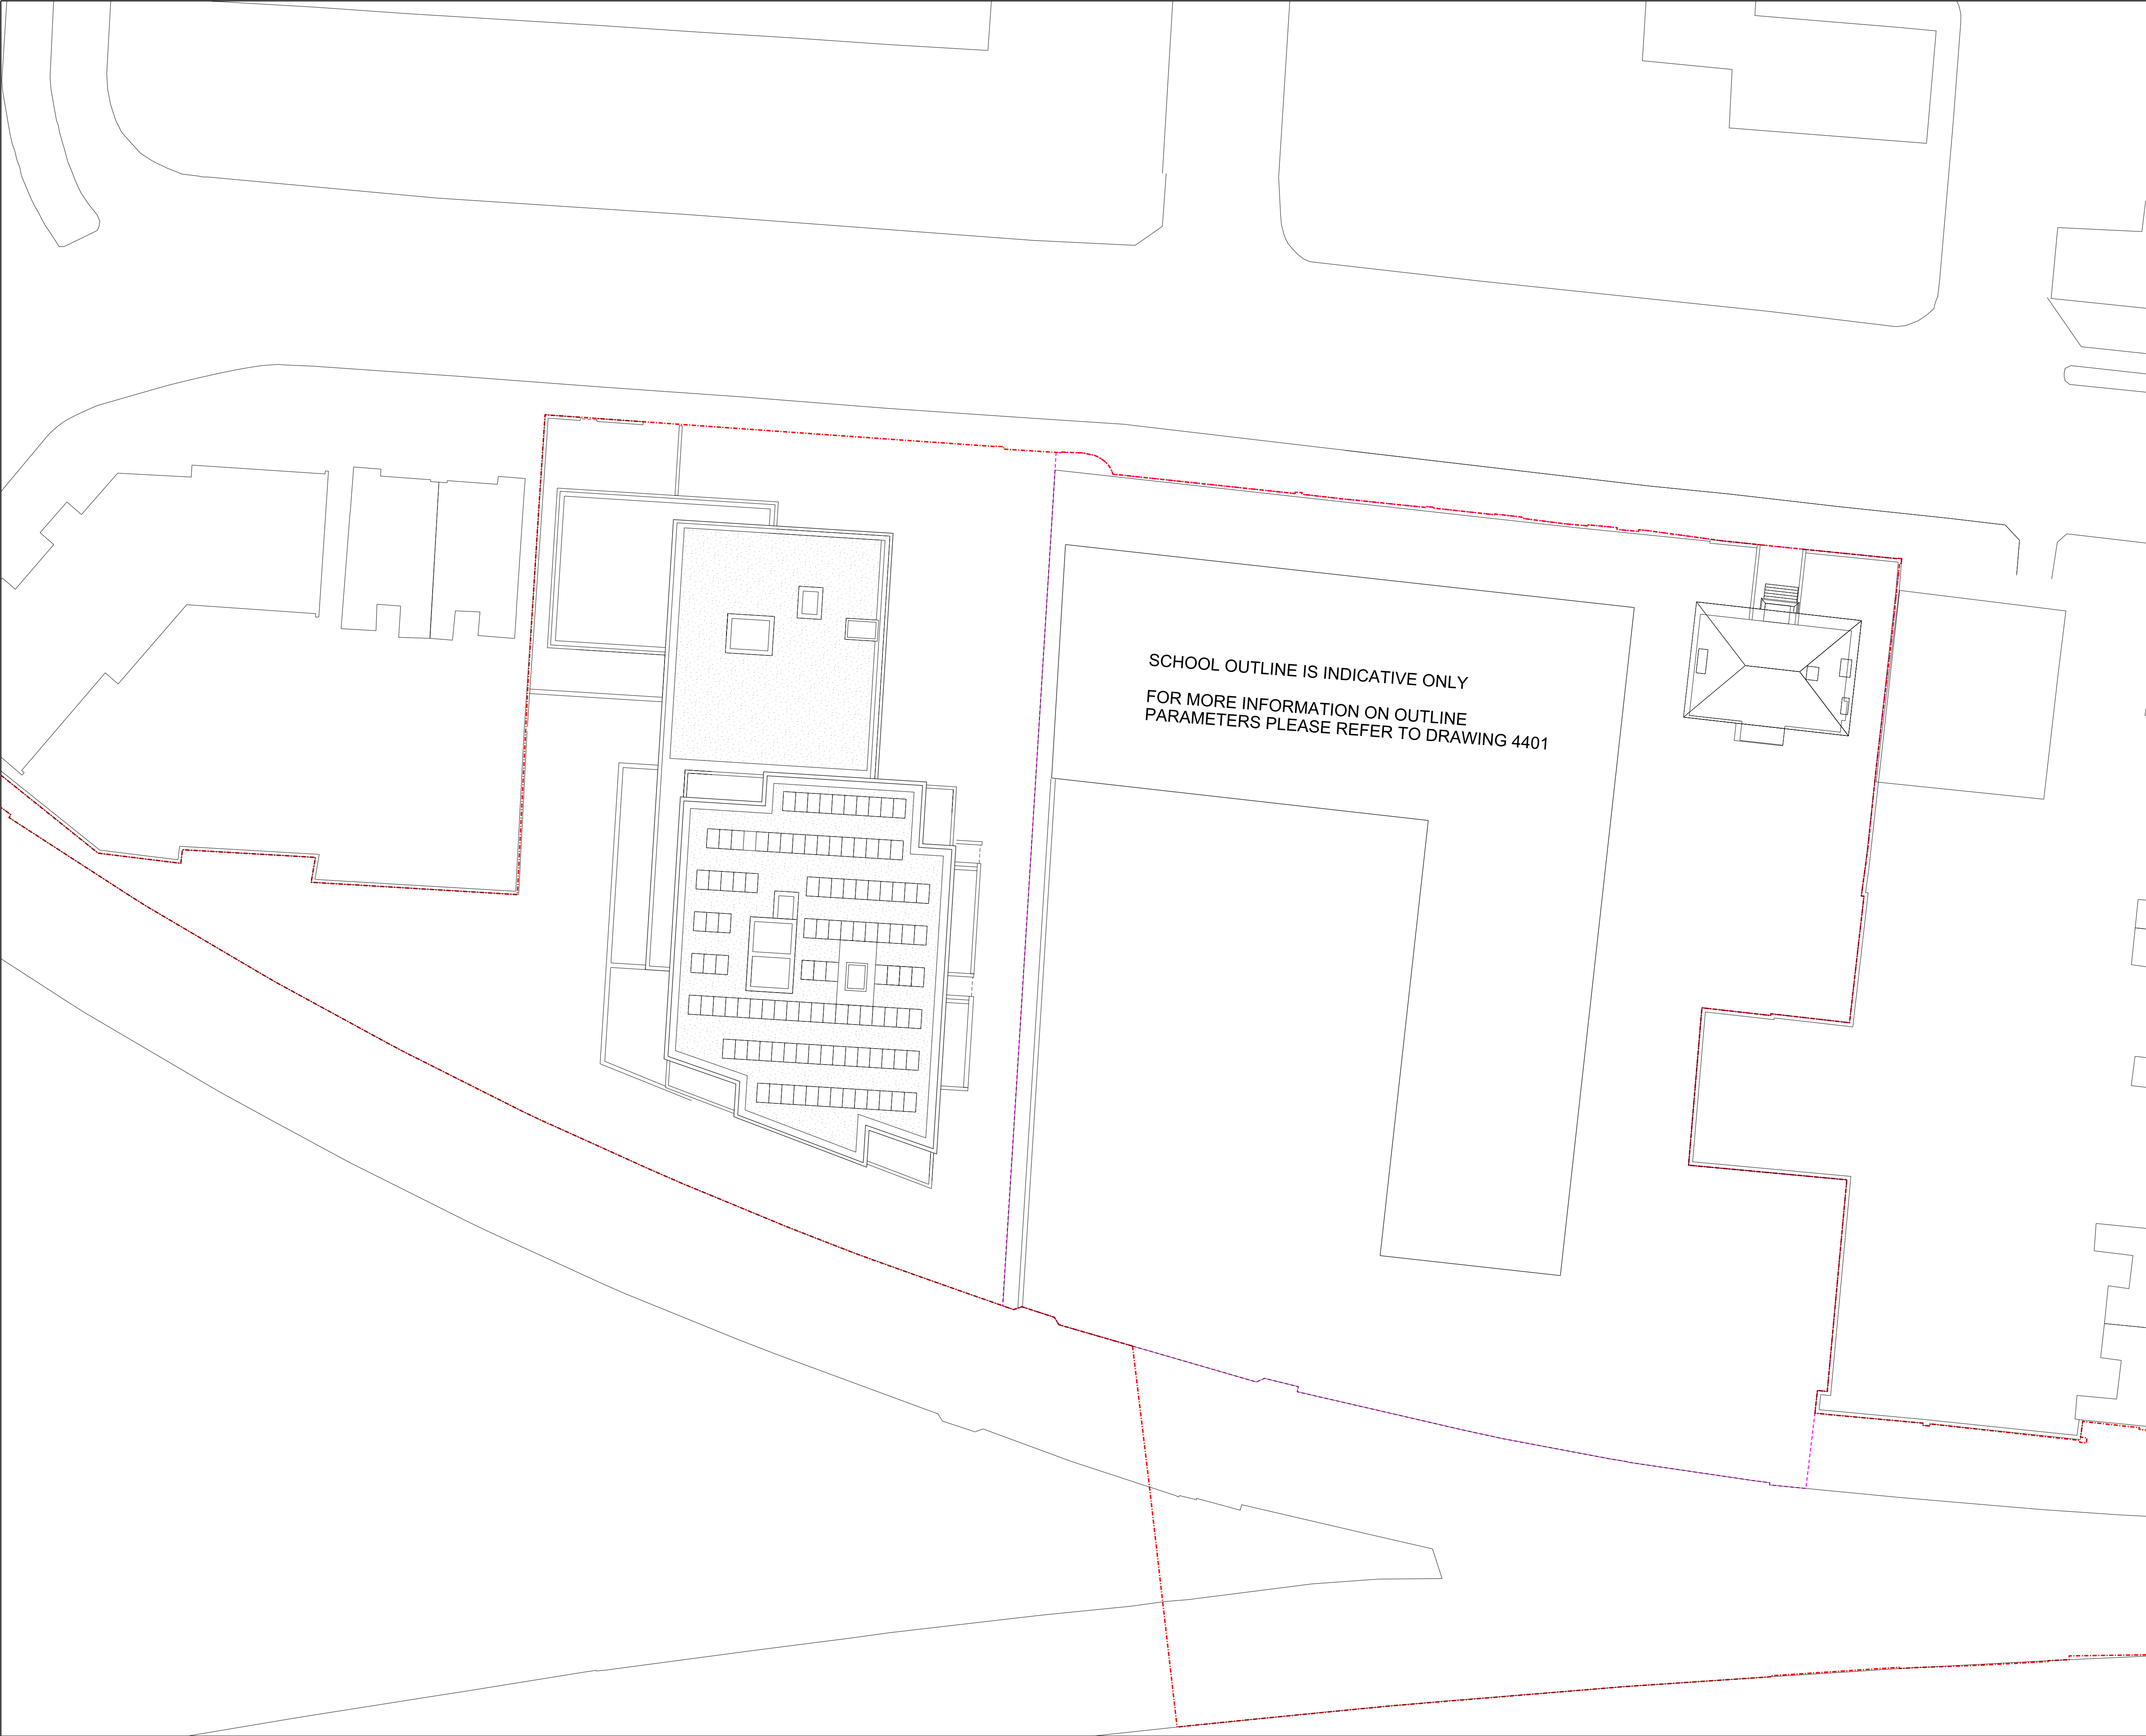 SCHOOL OUTLINE IS INDICATIVE ONLY
FOR MORE INFORMATION ON OUTLINE
PARAMETERS PLEASE REFER TO DRAWING 4401